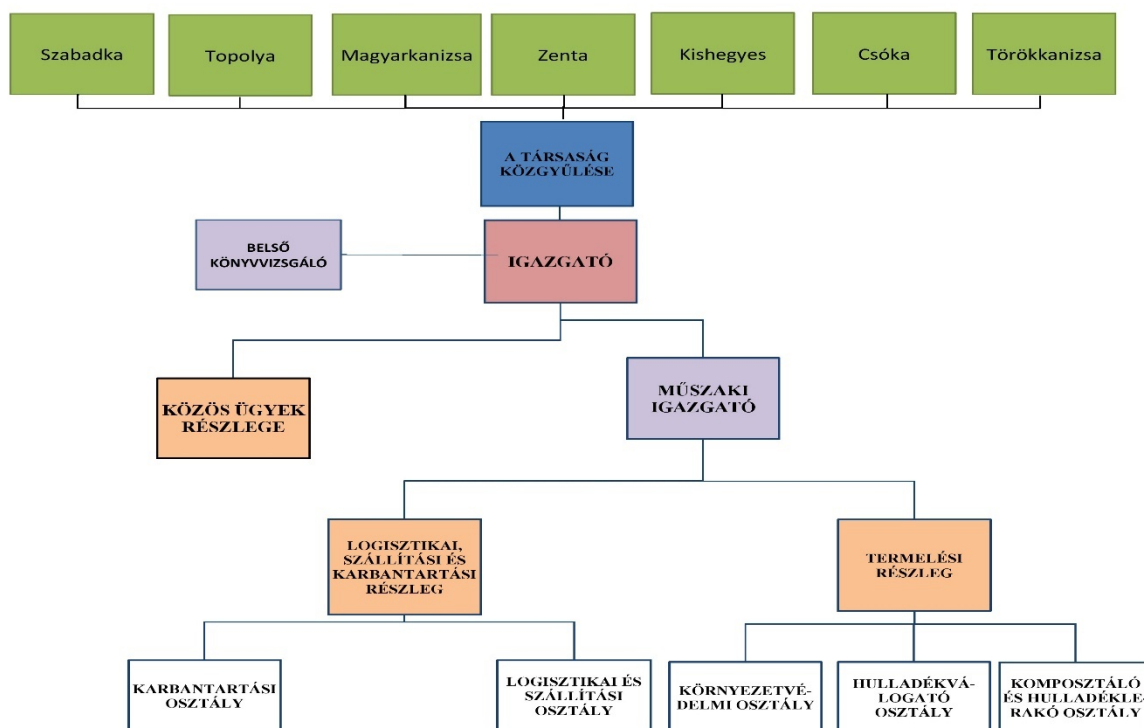 Szabadka
Topolya
Magyarkanizsa
Zenta
Kishegyes
Csóka
Törökkanizsa
A TÁRSASÁG
KÖZGYŰLÉSE
BELSŐ
KÖNYVVIZSGÁLÓ
IGAZGATÓ
KÖZÖS ÜGYEK
RÉSZLEGE
MŰSZAKI
IGAZGATÓ
LOGISZTIKAI,
SZÁLLÍTÁSI ÉS
KARBANTARTÁSI
RÉSZLEG
TERMELÉSI
RÉSZLEG
KARBANTARTÁSI
OSZTÁLY
LOGISZTIKAI ÉS
SZÁLLÍTÁSI OSZTÁLY
KÖRNYEZETVÉ-
DELMI OSZTÁLY
HULLADÉKVÁ-
LOGATÓ
OSZTÁLY
KOMPOSZTÁLÓ
ÉS HULLADÉKLE-
RAKÓ OSZTÁLY